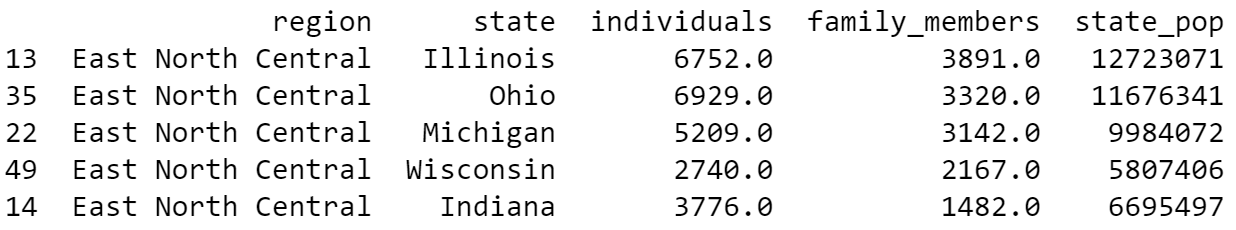 region state individuals family_members state_pop
13 East North Central Illinois 6752.0 3891.0 12723071
35 East North Central Ohio 6929.0 3320.0 11676341
22 East North Central Michigan 5209.0 3142.0 9984072
49 East North Central Wisconsin 2740.0 2167.0 5807406
14 East North Central Indiana 3776.0 1482.0 6695497